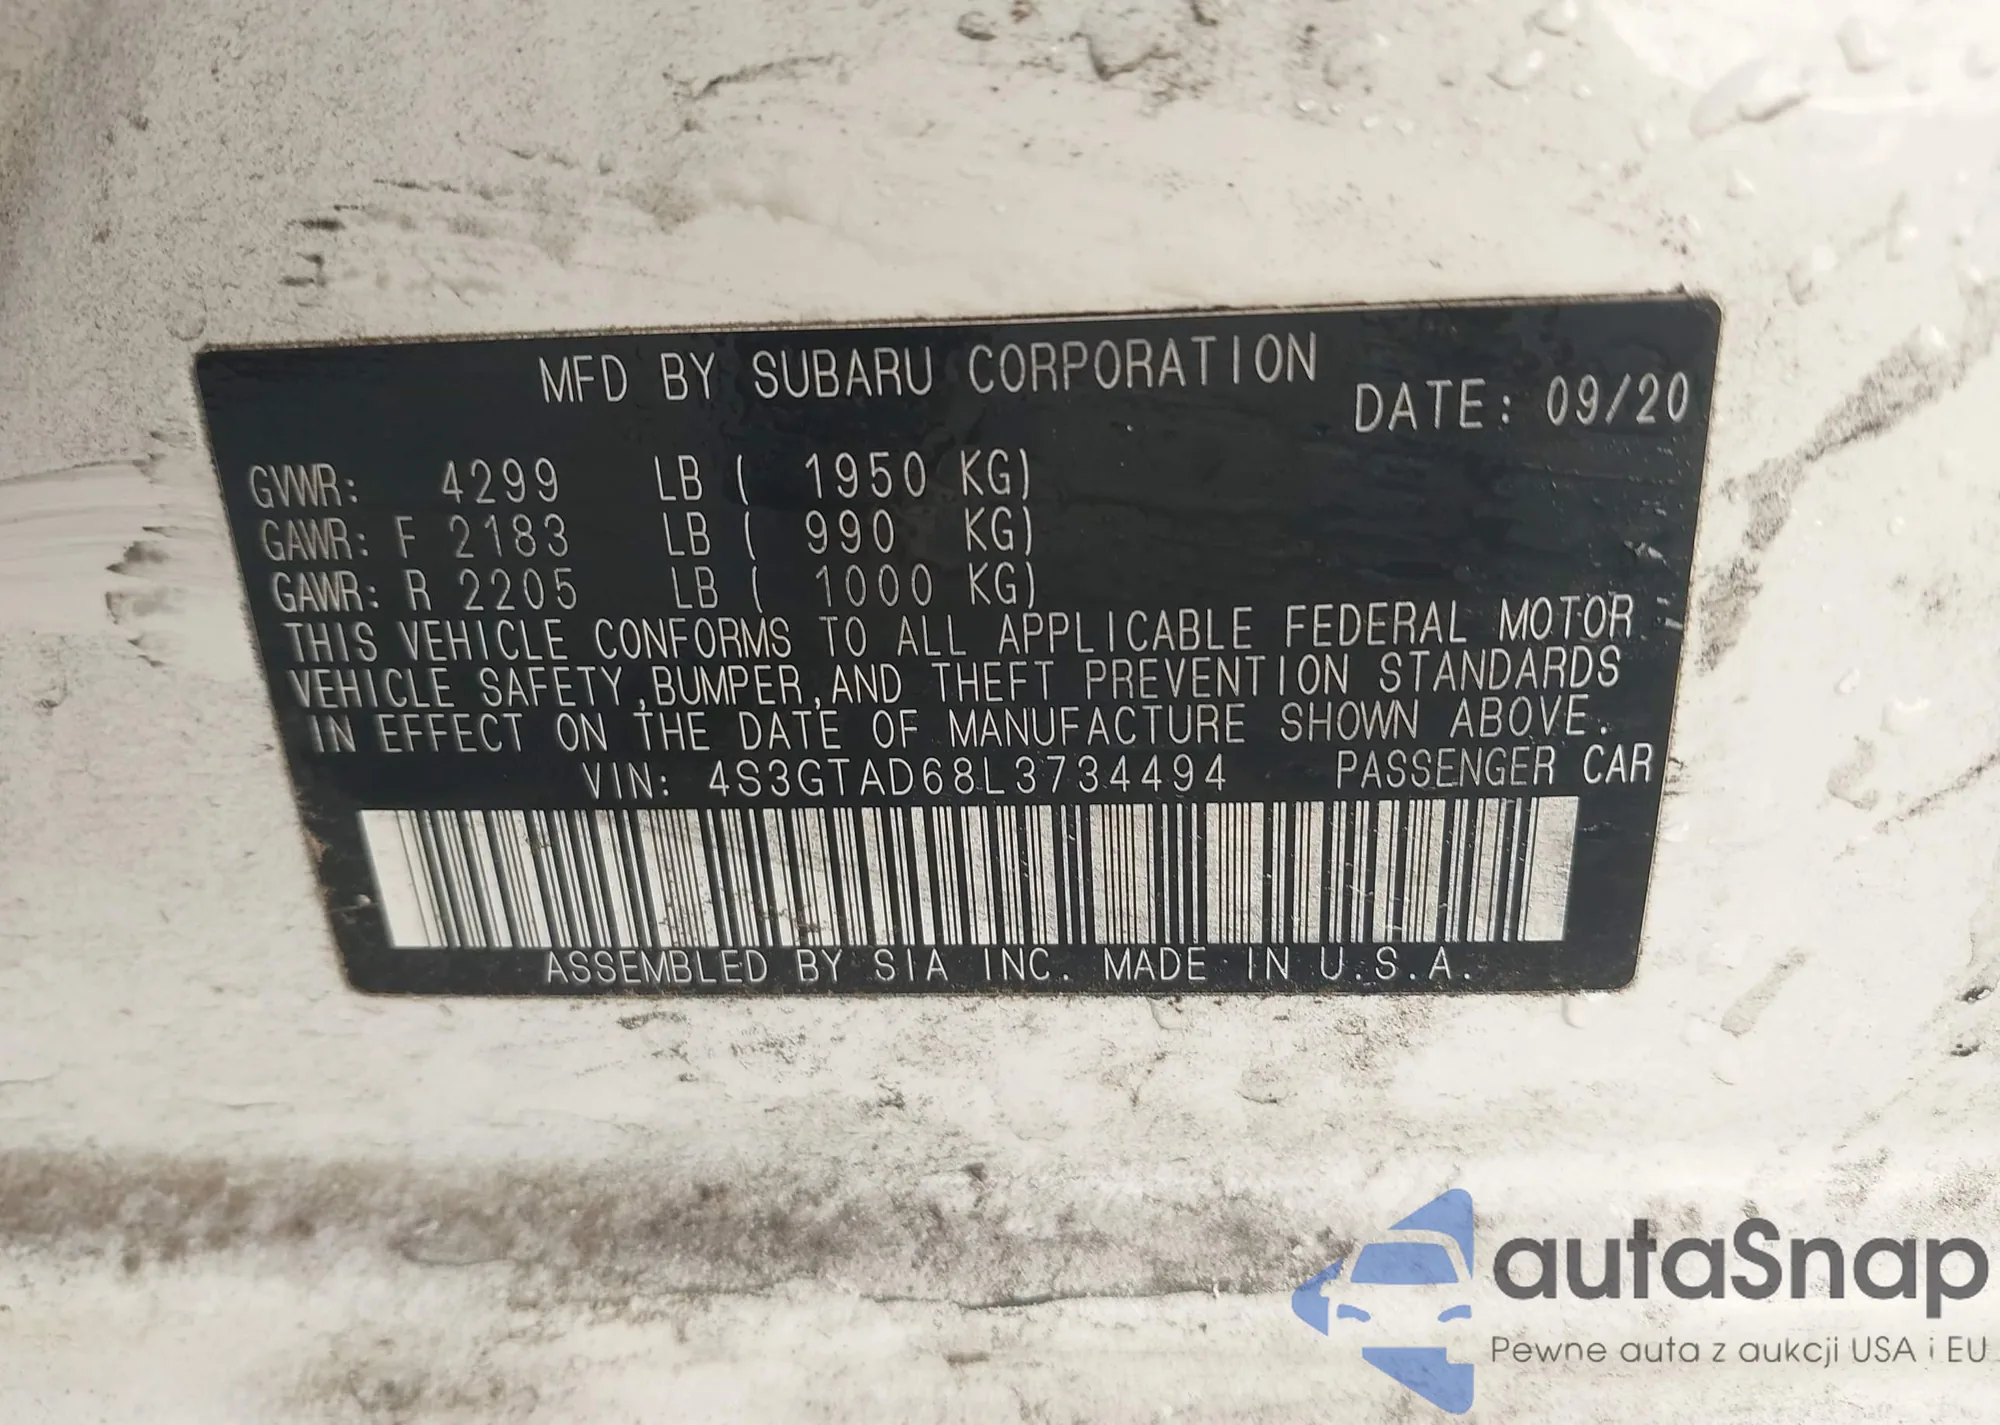 MFD BY SUBARU CORPORATION
DATE: 09/20
GVWR: 4299 LB ( 1950 KG)
GAWR: F 2183 LB ( 990 KG)
GAWR: R 2205 LB ( 1000 KG)
THIS VEHICLE CONFORMS TO ALL APPLICABLE FEDERAL MOTOR
VEHICLE SAFETY,BUMPER,AND THEFT PREVENTION STANDARDS
IN EFFECT ON THE DATE OF MANUFACTURE SHOWN ABOVE.
VIN: 4S3GTAD68L3734494 PASSENGER CAR
ASSEMBLED BY SIA INC. MADE IN U.S.A.
autaSnap
Pewne auta z aukcji USA i EU